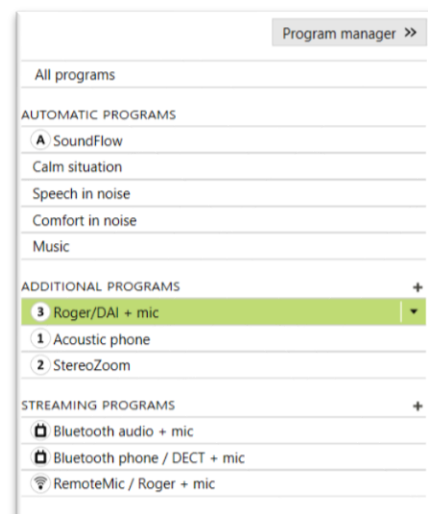 Program manager »
All programs
AUTOMATIC PROGRAMS
A SoundFlow
Calm situation
Speech in noise
Comfort in noise
Music
ADDITIONAL PROGRAMS +
3 Roger/DAI + mic
1 Acoustic phone
2 StereoZoom
STREAMING PROGRAMS +
Bluetooth audio + mic
Bluetooth phone / DECT + mic
RemoteMic / Roger + mic